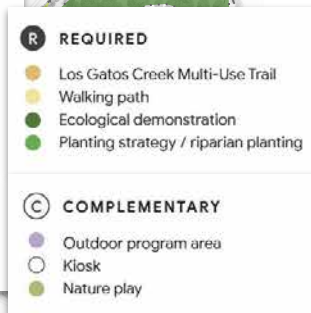 R REQUIRED
Los Gatos Creek Multi-Use Trail
Walking path
Ecological demonstration
Planting strategy / riparian planting
C COMPLEMENTARY
Outdoor program area
Kiosk
Nature play